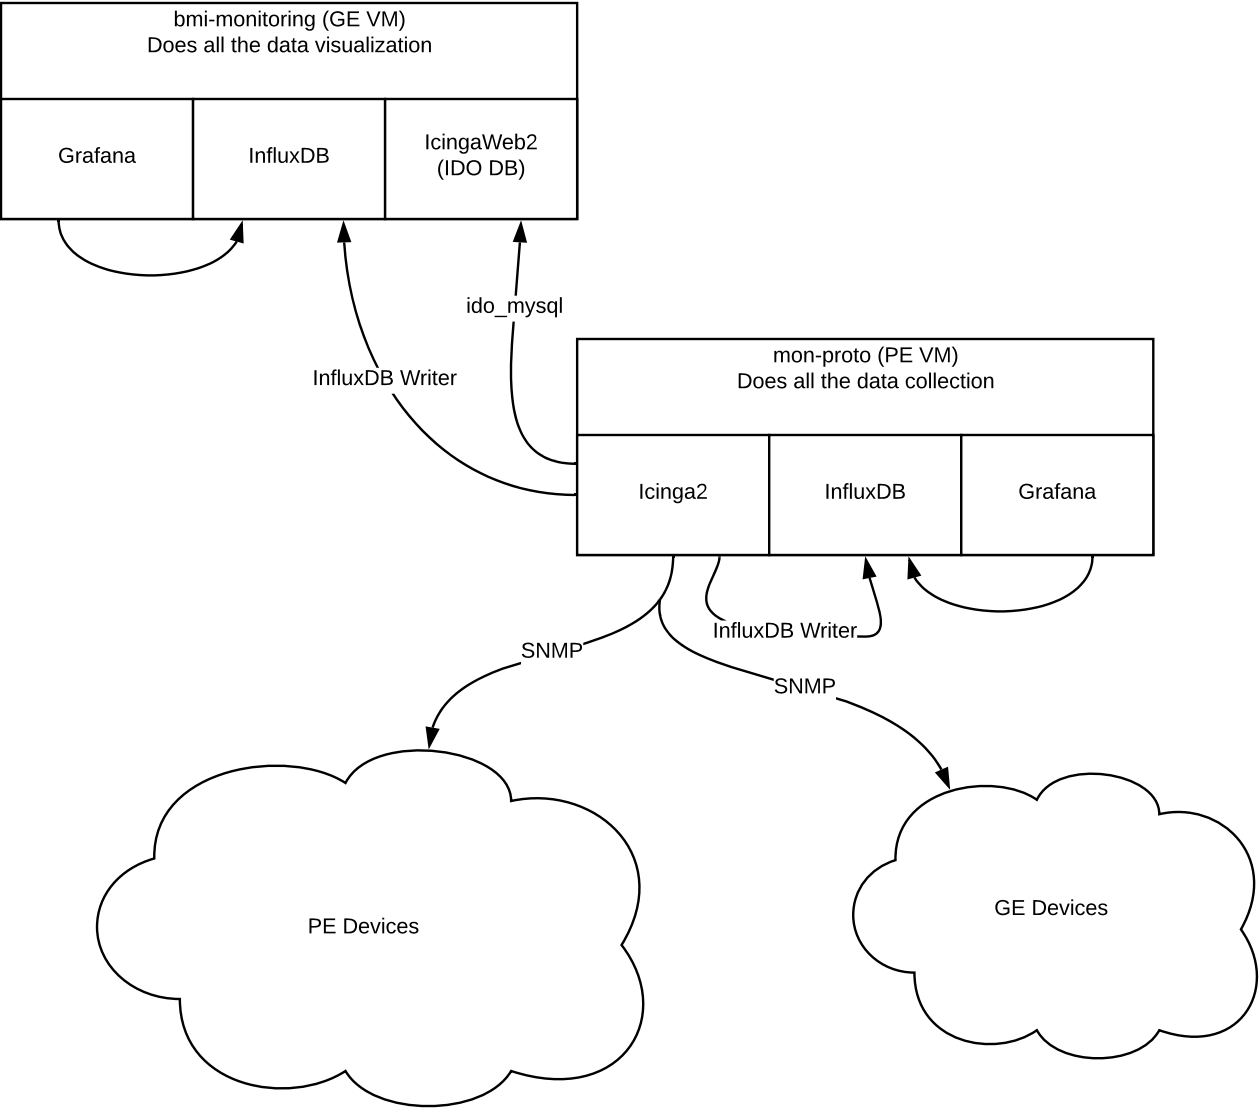 bmi-monitoring (GE VM)
Does all the data visualization
Grafana
InfluxDB
IcingaWeb2
(IDO DB)
ido_mysql
InfluxDB Writer
mon-proto (PE VM)
Does all the data collection
Icinga2
InfluxDB
Grafana
InfluxDB Writer
SNMP
SNMP
PE Devices
GE Devices